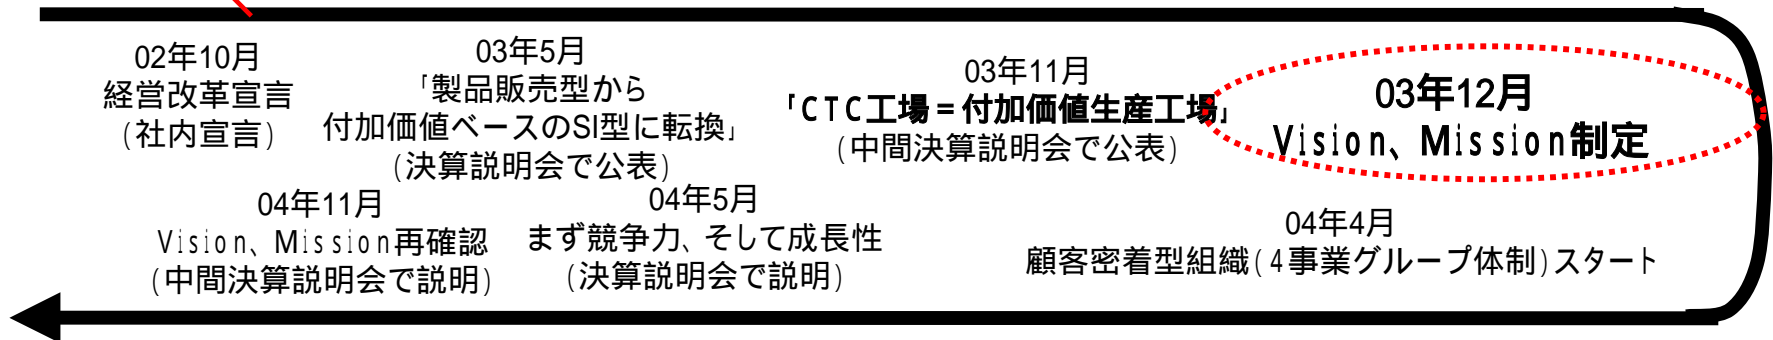 02年10月
経営改革宣言
(社内宣言)
03年5月
「製品販売型から
付加価値ベースのSI型に転換」
(決算説明会で公表)
03年11月
「CTC工場=付加価値生産工場」
(中間決算説明会で公表)
03年12月
Vision、Mission制定
04年4月
顧客密着型組織(4事業グループ体制)スタート
04年5月
まず競争力、そして成長性
(決算説明会で説明)
04年11月
Vision、Mission再確認
(中間決算説明会で説明)